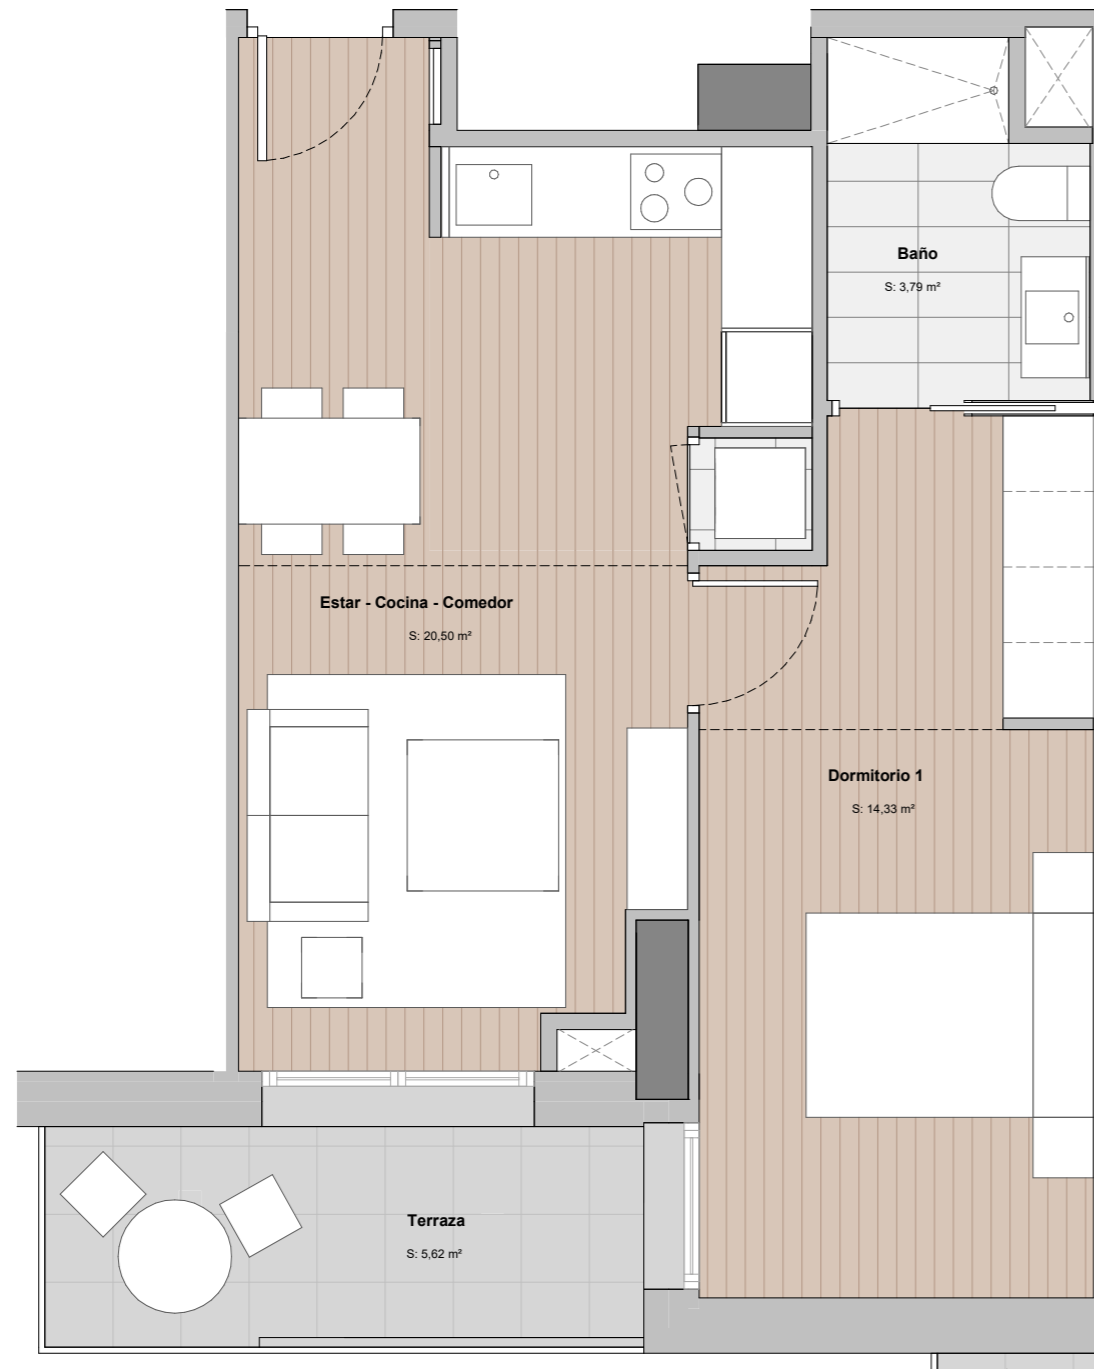 Baño
S: 3,79 m²
Estar - Cocina - Comedor
S: 20,50 m²
Dormitorio 1
S: 14,33 m²
Terraza
S: 5,62 m²